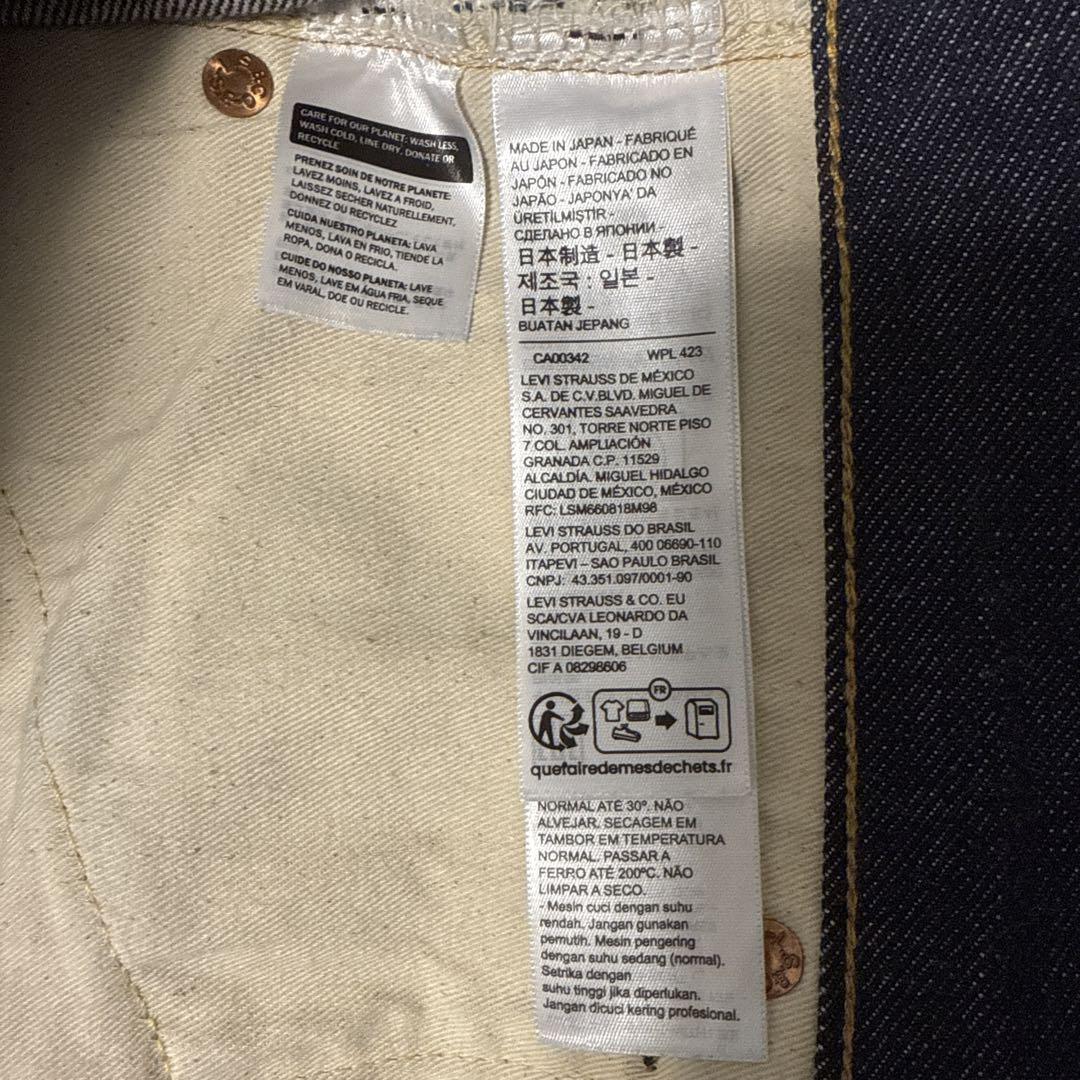 CARE FOR OUR PLANET: WASH LESS,
WASH COLD, LINE DRY, DONATE OR
RECYCLE
PRENEZ SOIN DE NOTRE PLANETE:
LAVEZ MOINS, LAVEZ A FROID,
LAISSEZ SECHER NATURELLEMENT,
DONNEZ OU RECYCLEZ
CUIDA NUESTRO PLANETA: LAVA
MENOS, LAVA EN FRIO, TIENDE LA
ROPA, DONA O RECICLA.
CUIDE DO NOSSO PLANETA: LAVE
MENOS, LAVE EM ÁGUA FRIA, SEQUE
EM VARAL, DOE OU RECICLE.
MADE IN JAPAN - FABRIQUÉ
AU JAPON - FABRICADO EN
JAPÓN - FABRICADO NO
JAPÃO - JAPONYA' DA
ÜRETİLMİŞTİR -
СДЕЛАНО В ЯПОНИИ -
日本制造 - 日本製 -
제조국 : 일본 -
日本製 -
BUATAN JEPANG
CA00342 WPL 423
LEVI STRAUSS DE MÉXICO
S.A. DE C.V.BLVD. MIGUEL DE
CERVANTES SAAVEDRA
NO. 301, TORRE NORTE PISO
7 COL. AMPLIACIÓN
GRANADA C.P. 11529
ALCALDÍA. MIGUEL HIDALGO
CIUDAD DE MÉXICO, MÉXICO
RFC: LSM660818M98
LEVI STRAUSS DO BRASIL
AV. PORTUGAL, 400 06690-110
ITAPEVI – SAO PAULO BRASIL
CNPJ: 43.351.097/0001-90
LEVI STRAUSS & CO. EU
SCA/CVA LEONARDO DA
VINCILAAN, 19 - D
1831 DIEGEM, BELGIUM
CIF A 08298606
FR
quefairedemesdechets.fr
NORMAL ATÉ 30º. NÃO
ALVEJAR. SECAGEM EM
TAMBOR EM TEMPERATURA
NORMAL. PASSAR A
FERRO ATÉ 200ºC. NÃO
LIMPAR A SECO.
- Mesin cuci dengan suhu
rendah. Jangan gunakan
pemutih. Mesin pengering
dengan suhu sedang (normal).
Setrika dengan
suhu tinggi jika diperlukan.
Jangan dicuci kering profesional.